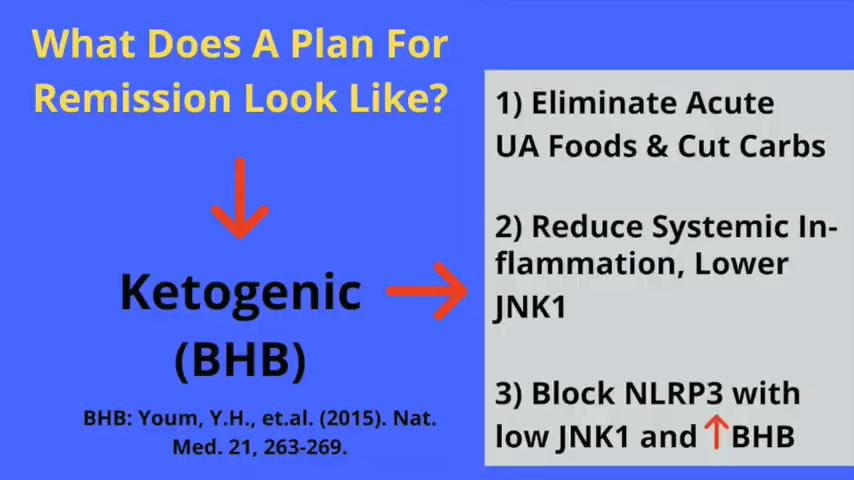 What Does A Plan For
Remission Look Like?
Ketogenic
(BHB)
BHB: Youm, Y.H., et.al. (2015). Nat.
Med. 21, 263-269.
1) Eliminate Acute
UA Foods & Cut Carbs
2) Reduce Systemic In-
flammation, Lower
JNK1
3) Block NLRP3 with
low JNK1 and ↑BHB